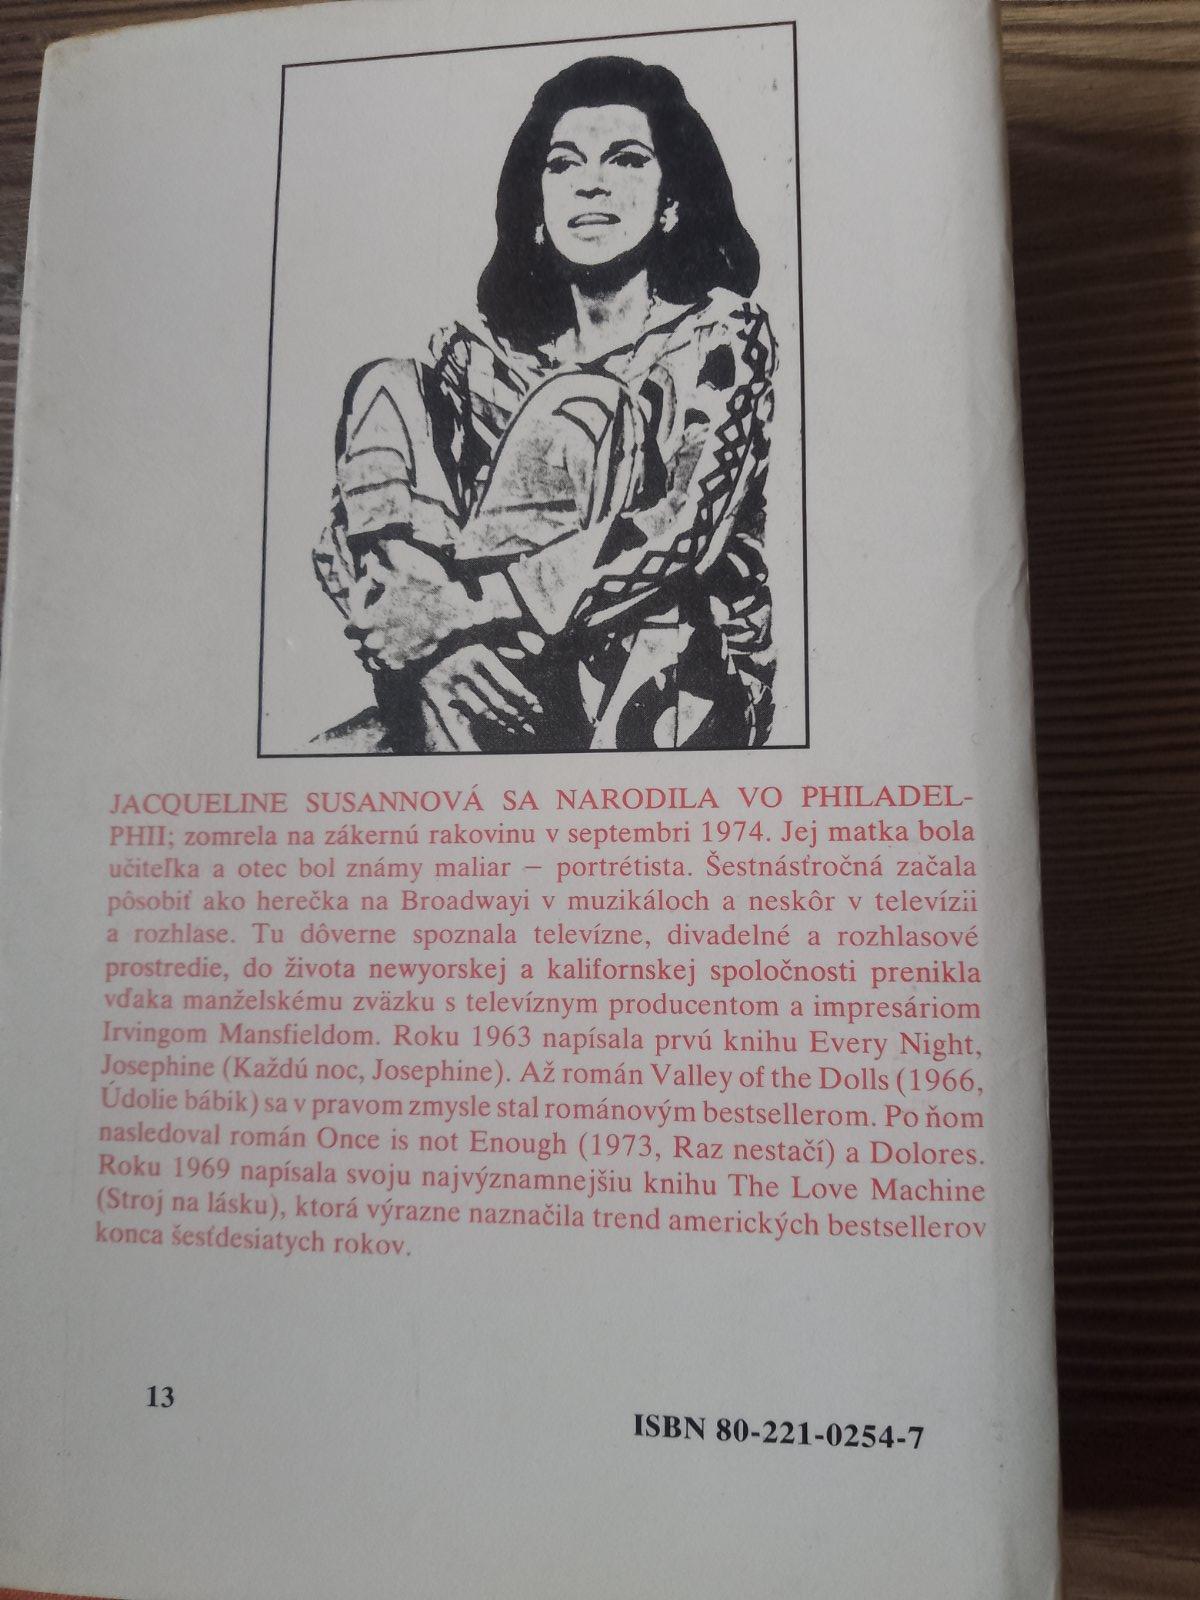 JACQUELINE SUSANNOVÁ SA NARODILA VO PHILADEL-
PHII; zomrela na zákernú rakovinu v septembri 1974. Jej matka bola
učiteľka a otec bol známy maliar – portrétista. Šestnásťročná začala
pôsobiť ako herečka na Broadwayi v muzikáloch a neskôr v televízii
a rozhlase. Tu dôverne spoznala televízne, divadelné a rozhlasové
prostredie, do života newyorskej a kalifornskej spoločnosti prenikla
vďaka manželskému zväzku s televíznym producentom a impresáriom
Irvingom Mansfieldom. Roku 1963 napísala prvú knihu Every Night,
Josephine (Každú noc, Josephine). Až román Valley of the Dolls (1966,
Údolie bábik) sa v pravom zmysle stal románovým bestsellerom. Po ňom
nasledoval román Once is not Enough (1973, Raz nestačí) a Dolores.
Roku 1969 napísala svoju najvýznamnejšiu knihu The Love Machine
(Stroj na lásku), ktorá výrazne naznačila trend amerických bestsellerov
konca šesťdesiatych rokov.
13
ISBN 80-221-0254-7